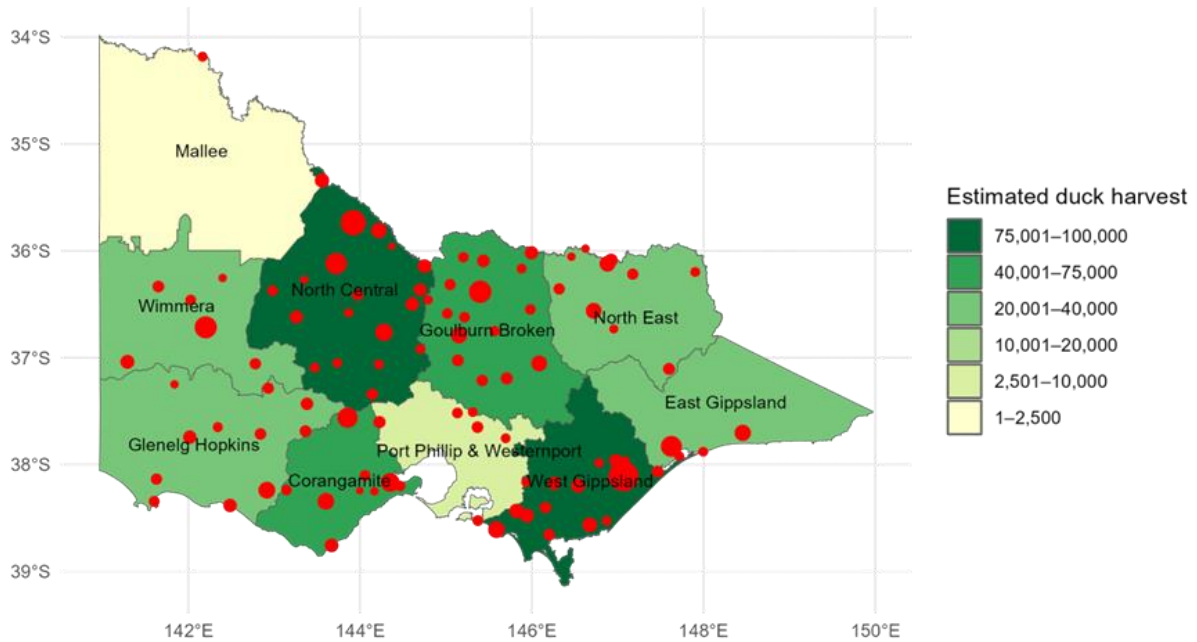 34°S
35°S
36°S
37°S
38°S
39°S
Mallee
Wimmera
North Central
Goulburn Broken
North East
East Gippsland
Glenelg Hopkins
Port Phillip & Westernport
Corangamite
West Gippsland
142°E
144°E
146°E
148°E
150°E
Estimated duck harvest
75,001–100,000
40,001–75,000
20,001–40,000
10,001–20,000
2,501–10,000
1–2,500